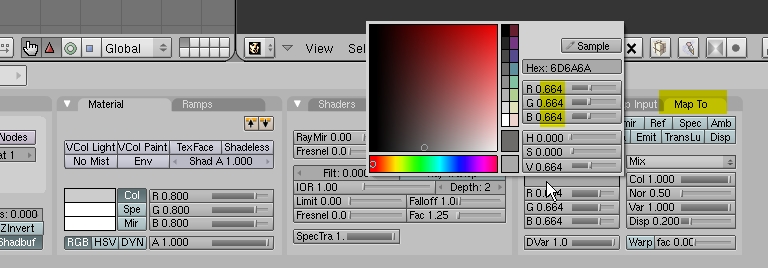 Global
View Sel
Sample
Hex: 6D6A6A
R 0.664
G 0.664
B 0.664
H 0.000
S 0.000
V 0.664
Material Ramps
Shaders
Input Map To
Nodes
VCol Light VCol Paint TexFace Shadeless
No Mist Env Shad A 1.000
Col R 0.800
Spe G 0.800
Mir B 0.800
RGB HSV DYN A 1.000
0.000
ZInvert
Shadbuf
RayMir 0.00
Fresnel 0.0
Filt: 0.00
IOR 1.00 Depth: 2
Limit 0.00 Falloff 1.0
Fresnel 0.0 Fac 1.25
SpecTra 1.
Ref Spec Amb
Emit TransLu Disp
Mix
Col 1.000
Nor 0.50
Var 1.000
Disp 0.200
R 0.664
G 0.664
B 0.664
DVar 1.0 Warp fac 0.00